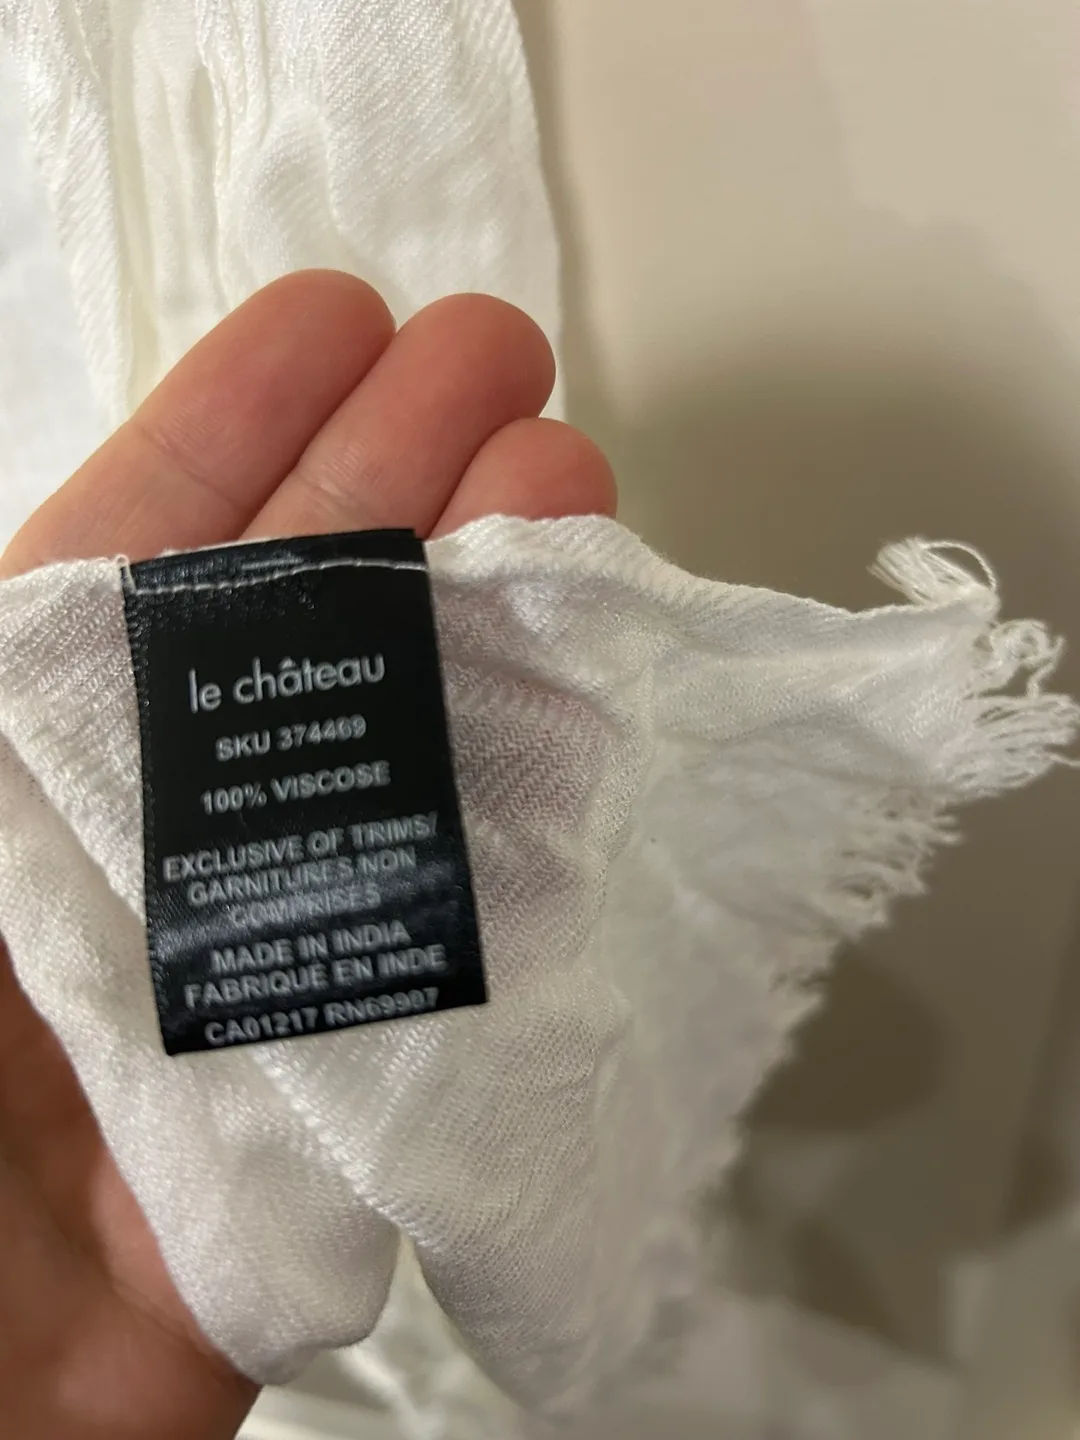 le château
SKU 374469
100% VISCOSE
EXCLUSIVE OF TRIMS/
GARNITURES NON
COMPRISES
MADE IN INDIA
FABRIQUE EN INDE
CA01217 RN69907